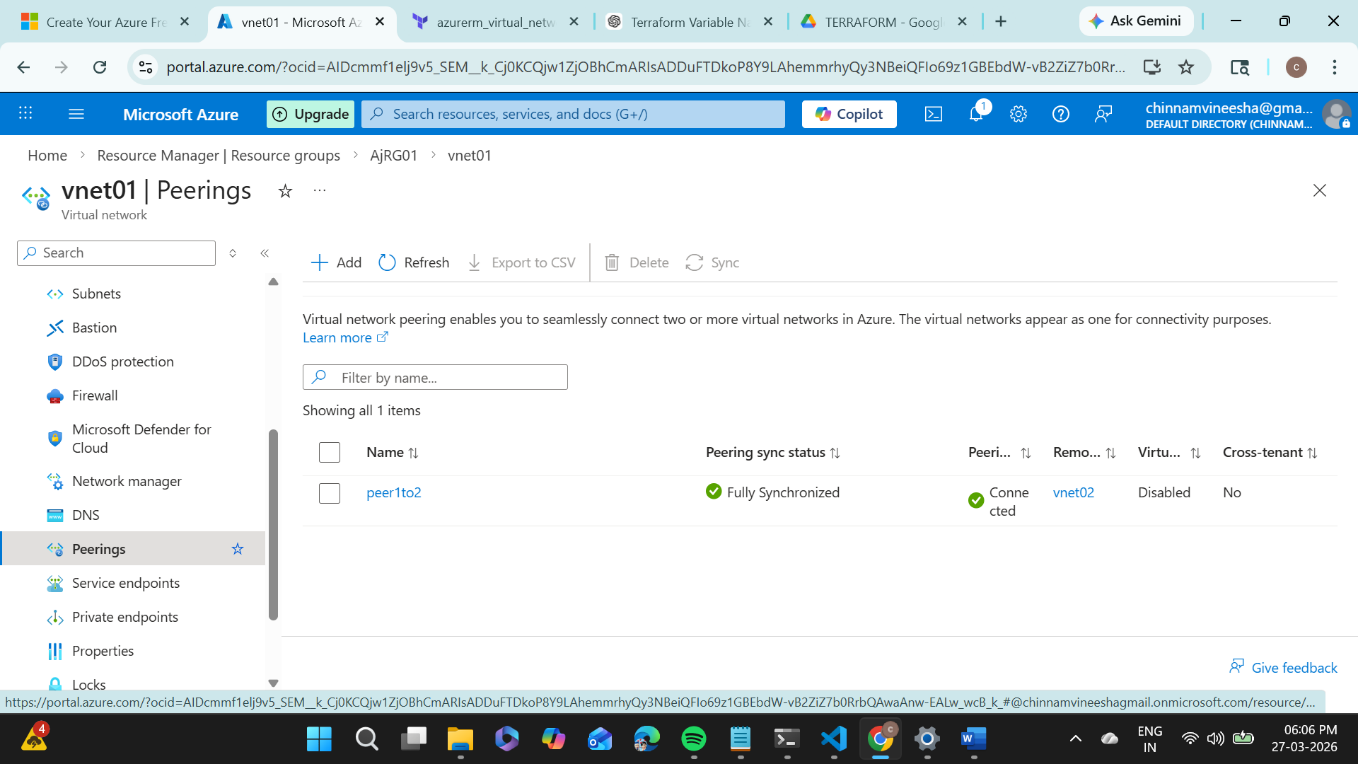 Create Your Azure Fre
vnet01 - Microsoft Az
azurerm_virtual_netw
Terraform Variable Ne
TERRAFORM - Googl
Ask Gemini
portal.azure.com/?ocid=AIDcmmf1elj9v5_SEM__k_Cj0KCQjw1ZjOBhCmARIsADDuFTDkoP8Y9LAhemmrhyQy3NBeiQFIo69z1GBEbdW-vB2ZiZ7b0Rr...
c
Microsoft Azure
Upgrade
Search resources, services, and docs (G+/)
Copilot
1
chinnamvineesha@gma...
DEFAULT DIRECTORY (CHINNAM...
Home > Resource Manager | Resource groups > AjRG01 > vnet01
vnet01 | Peerings
Virtual network
Search
Add
Refresh
Export to CSV
Delete
Sync
Subnets
Bastion
DDoS protection
Firewall
Microsoft Defender for
Cloud
Network manager
DNS
Peerings
Service endpoints
Private endpoints
Properties
Locks
Virtual network peering enables you to seamlessly connect two or more virtual networks in Azure. The virtual networks appear as one for connectivity purposes.
Learn more
Filter by name...
Showing all 1 items
Name Peering sync status Peeri... Remo... Virtu... Cross-tenant
peer1to2 Fully Synchronized Conne
cted vnet02 Disabled No
Give feedback
https://portal.azure.com/?ocid=AIDcmmf1elj9v5_SEM__k_Cj0KCQjw1ZjOBhCmARIsADDuFTDkoP8Y9LAhemmrhyQy3NBeiQFIo69z1GBEbdW-vB2ZiZ7b0RrbQAwaAnw-EALw_wcB_k_#@chinnamvineeshagmail.onmicrosoft.com/resource/...
4
C
ENG
IN
06:06 PM
27-03-2026